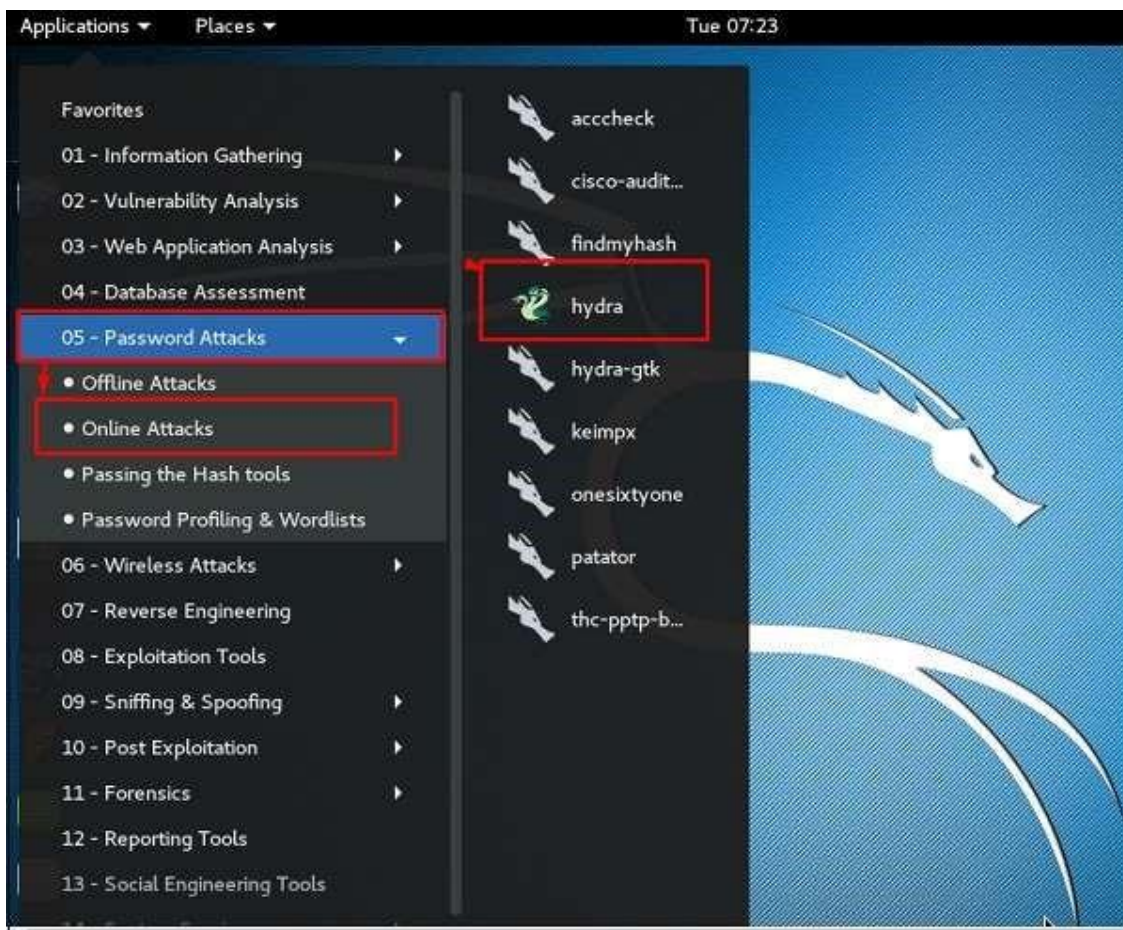 Applications Places Tue 07:23
Favorites
01 - Information Gathering
02 - Vulnerability Analysis
03 - Web Application Analysis
04 - Database Assessment
05 - Password Attacks
• Offline Attacks
• Online Attacks
• Passing the Hash tools
• Password Profiling & Wordlists
06 - Wireless Attacks
07 - Reverse Engineering
08 - Exploitation Tools
09 - Sniffing & Spoofing
10 - Post Exploitation
11 - Forensics
12 - Reporting Tools
13 - Social Engineering Tools
acccheck
cisco-audit...
findmyhash
hydra
hydra-gtk
keimpx
onesixtyone
patator
thc-pptp-b...